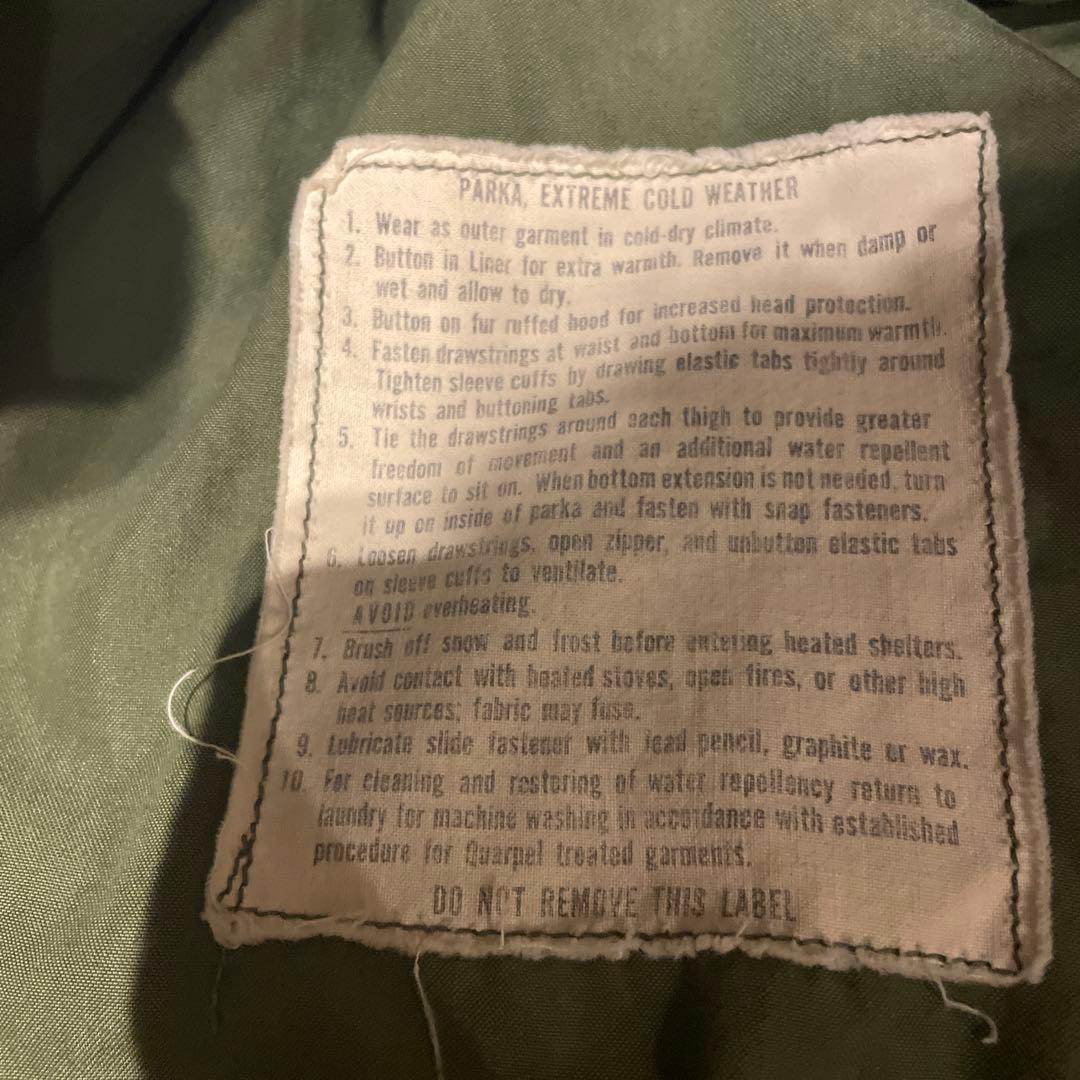 PARKA, EXTREME COLD WEATHER
1. Wear as outer garment in cold-dry climate.
2. Button in Liner for extra warmth. Remove it when damp or
wet and allow to dry.
3. Button on fur ruffed hood for increased head protection.
4. Fasten drawstrings at waist and bottom for maximum warmth.
Tighten sleeve cuffs by drawing elastic tabs tightly around
wrists and buttoning tabs.
5. Tie the drawstrings around each thigh to provide greater
freedom of movement and an additional water repellent
surface to sit on. When bottom extension is not needed, turn
it up on inside of parka and fasten with snap fasteners.
6. Loosen drawstrings, open zipper, and unbutton elastic tabs
on sleeve cuffs to ventilate.
AVOID overheating.
7. Brush off snow and frost before entering heated shelters.
8. Avoid contact with heated stoves, open fires, or other high
heat sources; fabric may fuse.
9. Lubricate slide fastener with lead pencil, graphite or wax.
10. For cleaning and restoring of water repellency return to
laundry for machine washing in accordance with established
procedure for Quarpel treated garments.
DO NOT REMOVE THIS LABEL